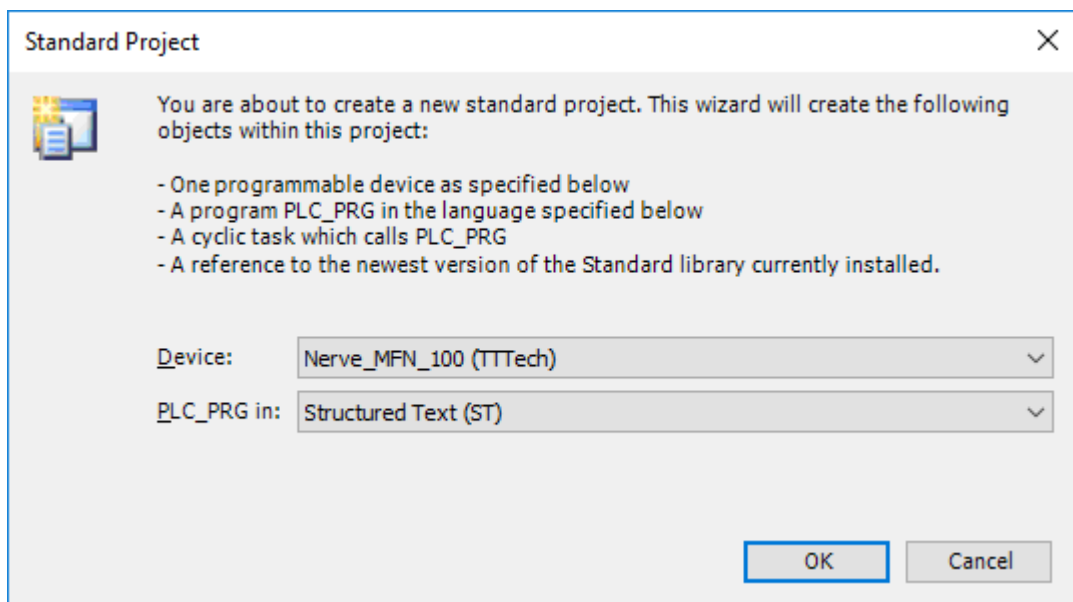 Standard Project
You are about to create a new standard project. This wizard will create the following
objects within this project:
- One programmable device as specified below
- A program PLC_PRG in the language specified below
- A cyclic task which calls PLC_PRG
- A reference to the newest version of the Standard library currently installed.
Device: Nerve_MFN_100 (TTTech)
PLC_PRG in: Structured Text (ST)
OK Cancel